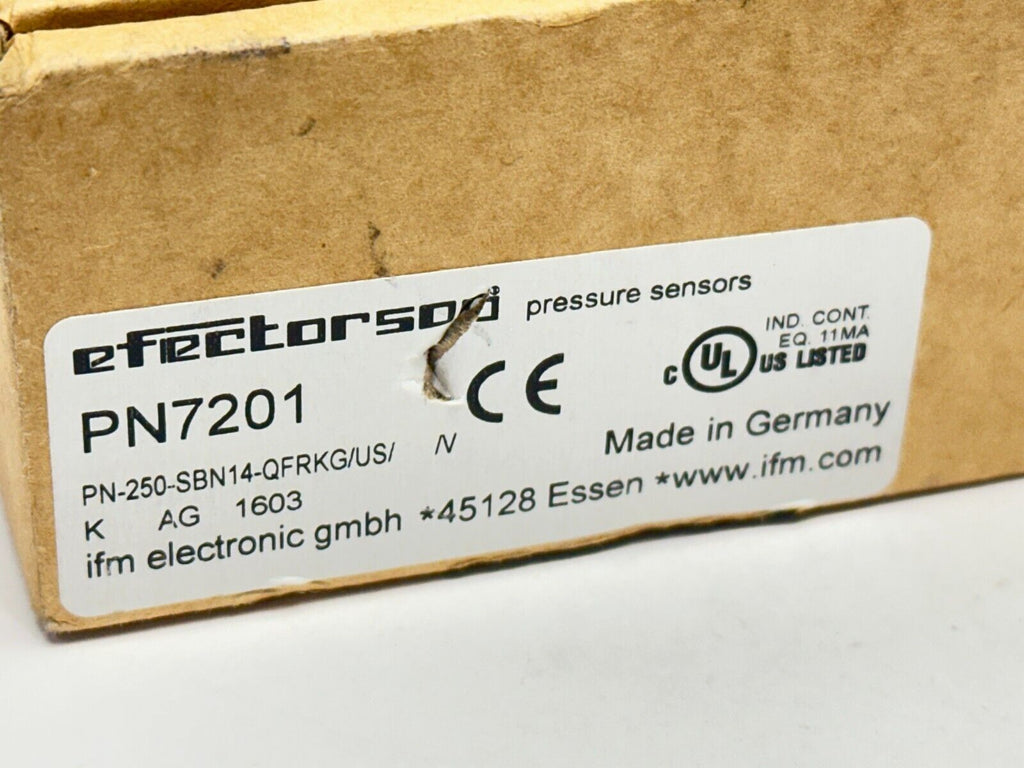 efector500® pressure sensors
PN7201
CE
C UL US LISTED
IND. CONT.
EQ. 11MA
PN-250-SBN14-QFRKG/US/ /V
K AG 1603
Made in Germany
ifm electronic gmbh *45128 Essen *www.ifm.com